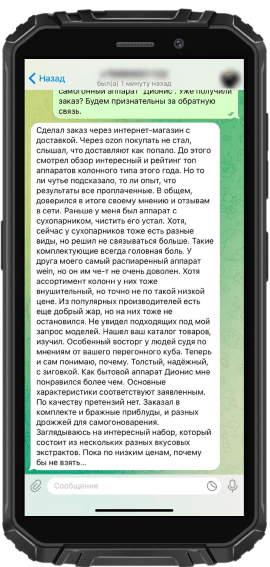 Назад
был(а) 1 минуту назад
самогонный аппарат "Дионис". Уже получили
заказ? Будем признательны за обратную
связь.
Сделал заказ через интернет-магазин с
доставкой. Через ozon покупать не стал,
слышал, что доставляют как попало. До этого
смотрел обзор интересный и рейтинг топ
аппаратов колонного типа этого года. Но то
ли чутье подсказало, то ли опыт, что
результаты все проплаченные. В общем,
доверился в итоге своему мнению и отзывам
в сети. Раньше у меня был аппарат с
сухопарником, чистить его устал. Хотя,
сейчас у сухопарников тоже есть разные
виды, но решил не связываться больше. Такие
комплектующие всегда головная боль. У
друга моего самый распиаренный аппарат
wein, но он им че-т не очень доволен. Хотя
ассортимент колонн у них тоже
внушительный, но точно не по такой низкой
цене. Из популярных производителей есть
еще добрый жар, но на них тоже не
остановился. Не увидел подходящих под мой
запрос моделей. Нашел ваш каталог товаров,
изучил. Особенный восторг у людей судя по
мнениям от вашего перегонного куба. Теперь
и сам понимаю, почему. Толстый, надёжный,
с зиговкой. Как бытовой аппарат Дионис мне
понравился более чем. Основные
характеристики соответствуют заявленным.
По качеству претензий нет. Заказал в
комплекте и бражные приблуды, и разных
дрожжей для самогоноварения.
Заглядываюсь на интересный набор, который
состоит из нескольких разных вкусовых
экстрактов. Пока по низким ценам, почему
бы не взять...
Сообщение